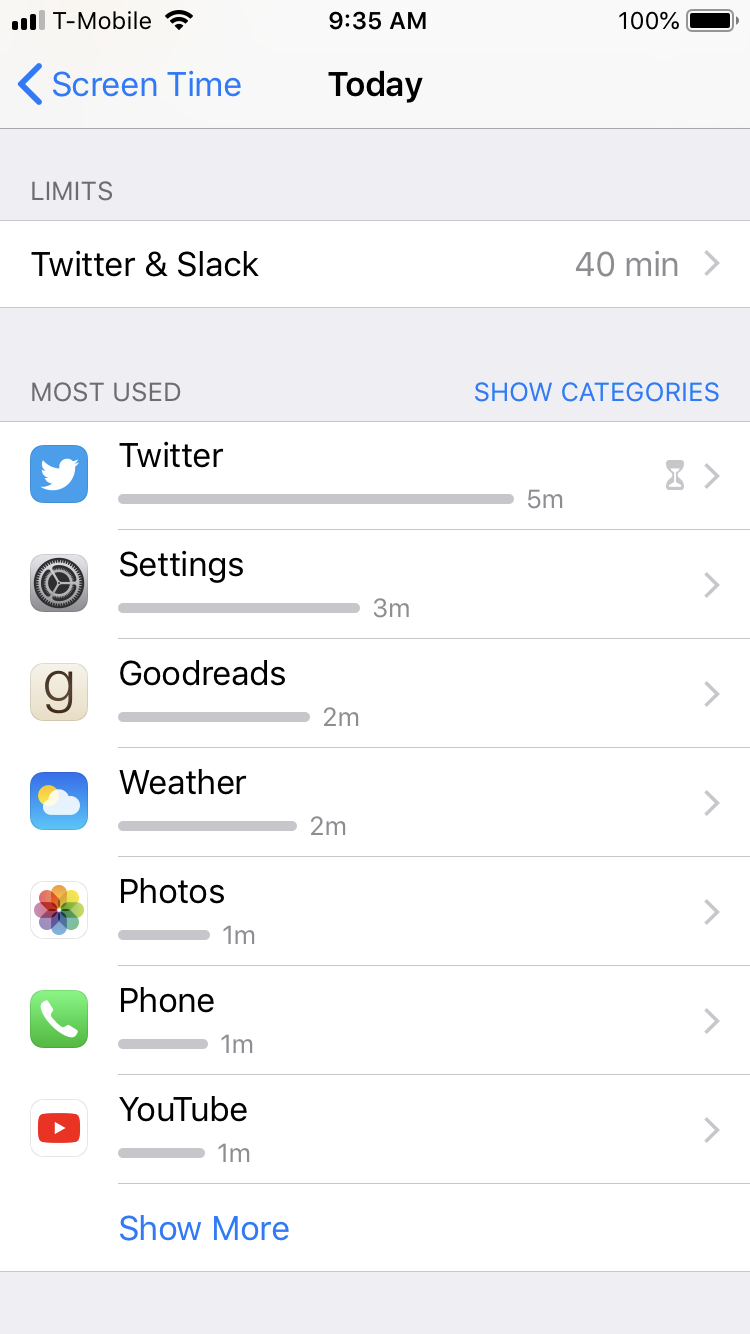 T-Mobile 9:35 AM 100%
Screen Time Today
LIMITS
Twitter & Slack 40 min
MOST USED SHOW CATEGORIES
Twitter
5m
Settings
3m
g
Goodreads
2m
Weather
2m
Photos
1m
Phone
1m
YouTube
1m
Show More